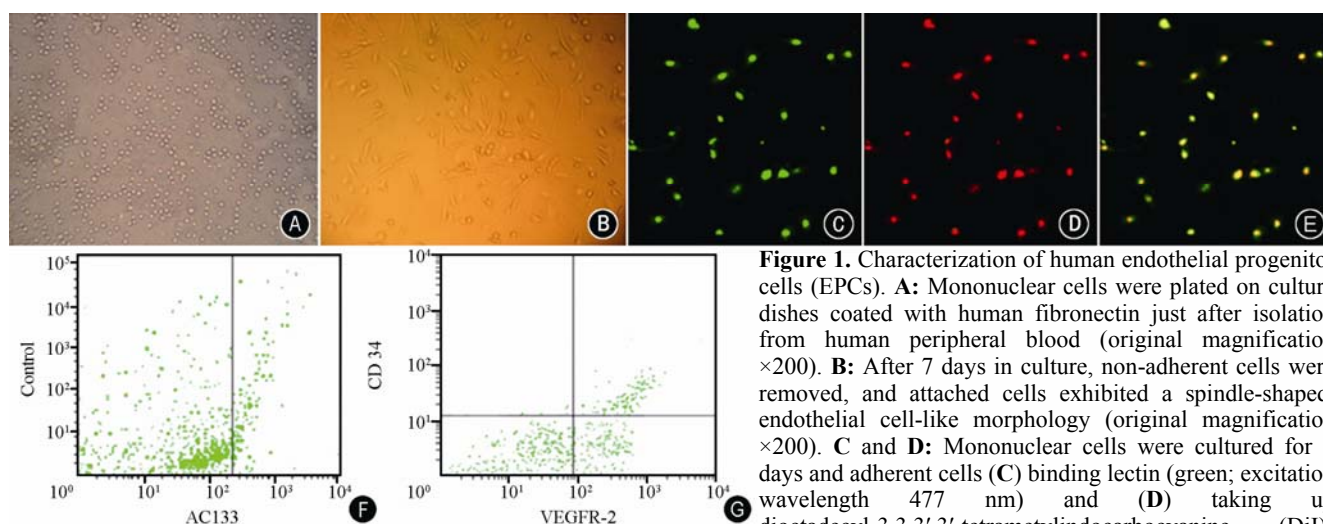 A
B
C
D
E
10⁵
10⁴
10³
10²
10¹
10⁰ 10¹ 10² 10³ 10⁴
Control
AC133
F
10⁴
10³
10²
10¹
10⁰ 10¹ 10² 10³ 10⁴
CD 34
VEGFR-2
G
Figure 1. Characterization of human endothelial progenito
cells (EPCs). A: Mononuclear cells were plated on cultur
dishes coated with human fibronectin just after isolatio
from human peripheral blood (original magnificatio
×200). B: After 7 days in culture, non-adherent cells wer
removed, and attached cells exhibited a spindle-shaped
endothelial cell-like morphology (original magnificatio
×200). C and D: Mononuclear cells were cultured for
days and adherent cells (C) binding lectin (green; excitatio
wavelength 477 nm) and (D) taking u